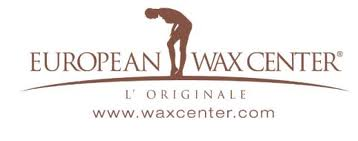 EUROPEAN WAX CENTER®
L' ORIGINALE
www.waxcenter.com